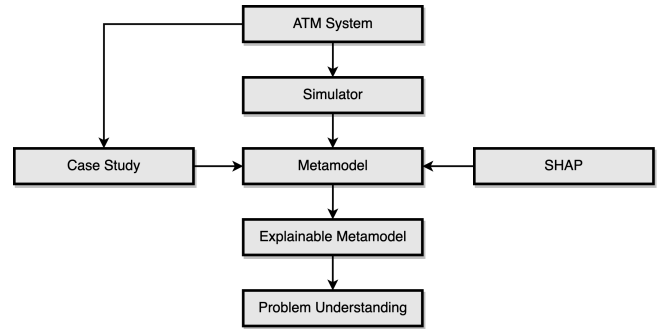 ATM System
Simulator
Case Study
Metamodel
SHAP
Explainable Metamodel
Problem Understanding